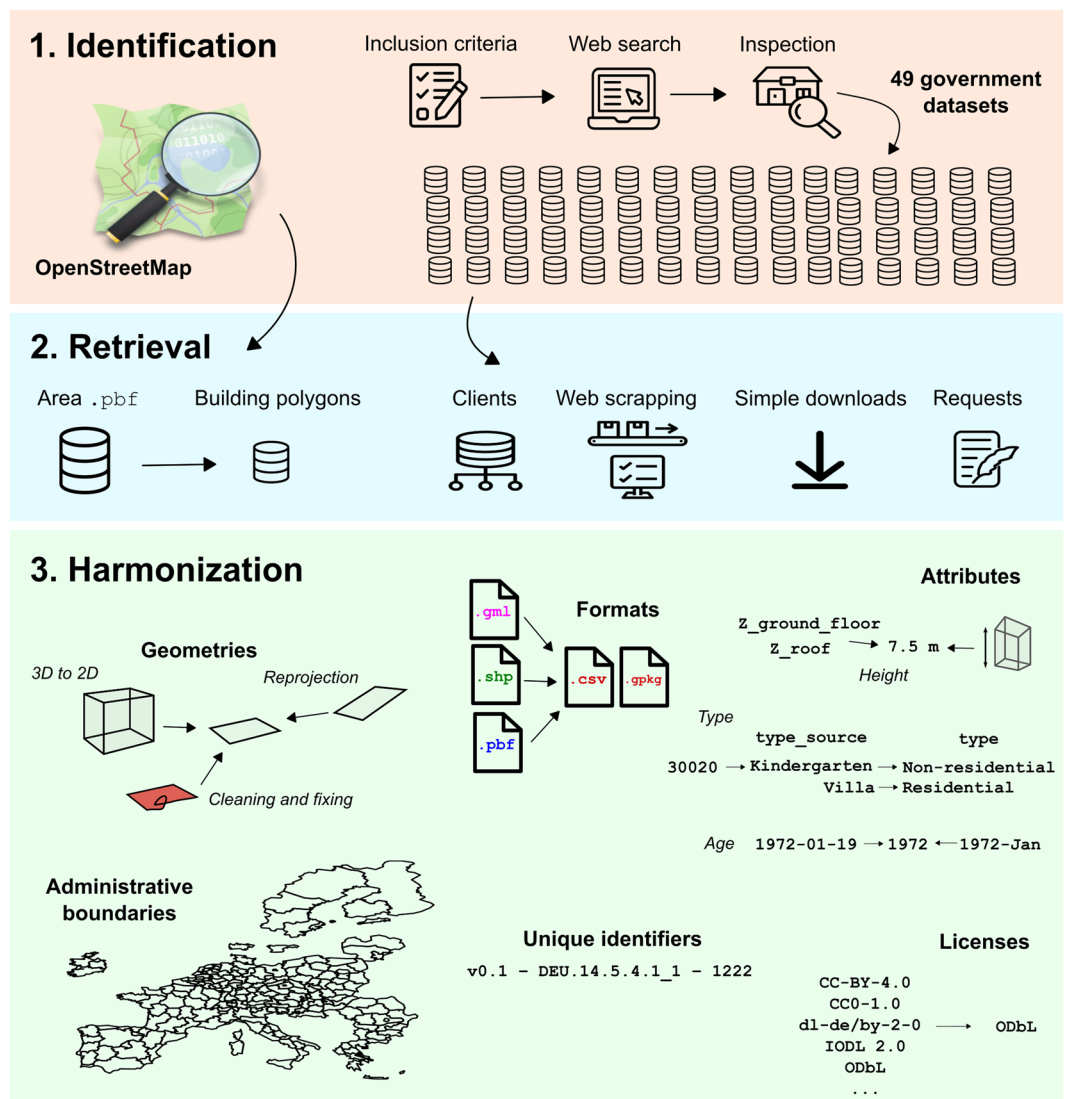 1. Identification
Inclusion criteria
Web search
Inspection
49 government
datasets
011010
OpenStreetMap
2. Retrieval
Area .pbf
Building polygons
Clients
Web scrapping
Simple downloads
Requests
3. Harmonization
Geometries
3D to 2D
Reprojection
Cleaning and fixing
.gml
.shp
.pbf
Formats
.csv
.gpkg
Attributes
Z_ground_floor
Z_roof
7.5 m
Height
Type
type_source
type
30020 Kindergarten Non-residential
Villa Residential
Age 1972-01-19 1972 1972-Jan
Administrative
boundaries
Unique identifiers
v0.1 – DEU.14.5.4.1_1 – 1222
Licenses
CC-BY-4.0
CC0-1.0
dl-de/by-2-0
IODL 2.0
ODbL
...
ODbL